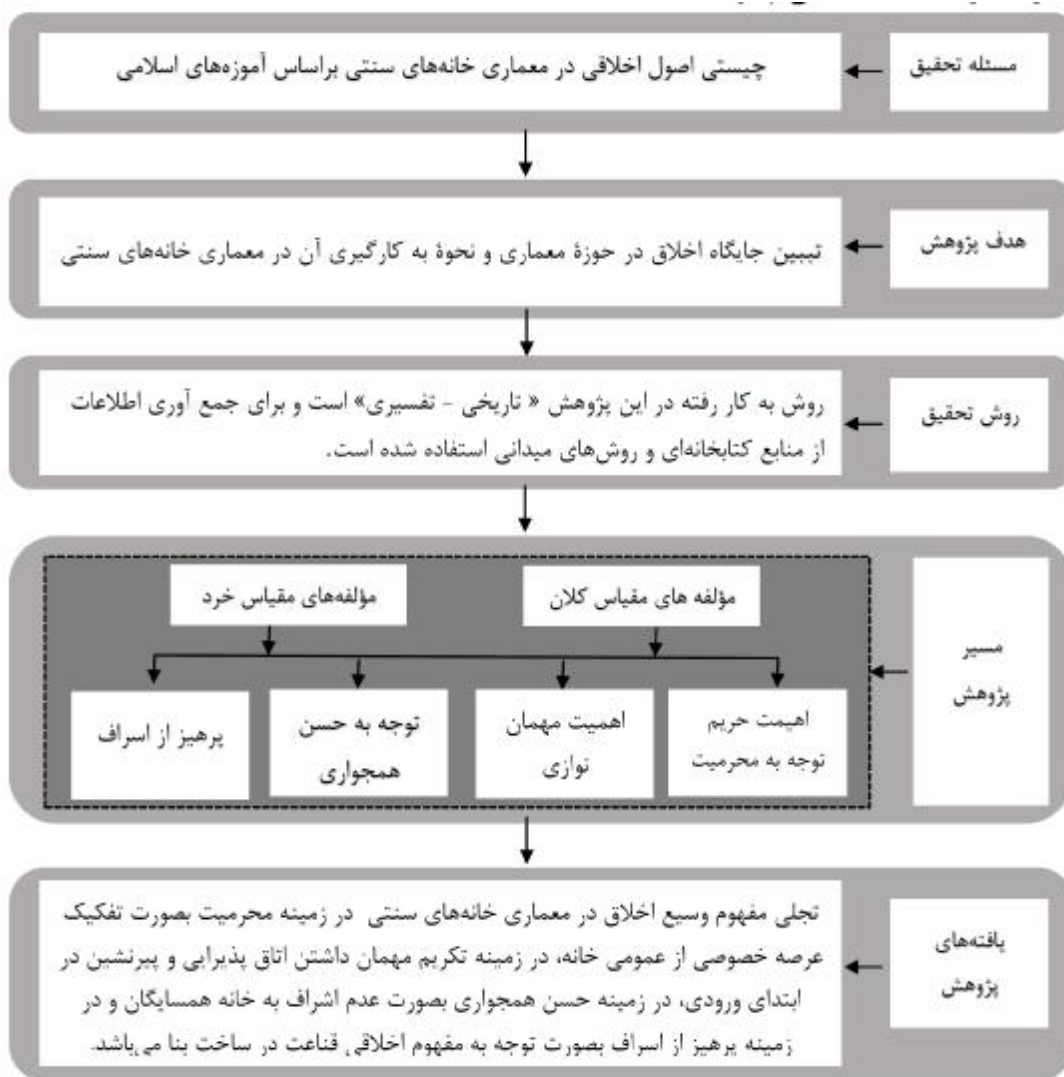 مسئله تحقیق
چیستی اصول اخلاقی در معماری خانه‌های سنتی براساس آموزه‌های اسلامی
هدف پژوهش
تبیین جایگاه اخلاق در حوزۀ معماری و نحوۀ به کارگیری آن در معماری خانه‌های سنتی
روش تحقیق
روش به کار رفته در این پژوهش « تاریخی - تفسیری» است و برای جمع آوری اطلاعات
از منابع کتابخانه‌ای و روش‌های میدانی استفاده شده است.
مسیر
پژوهش
مؤلفه های مقیاس کلان
مؤلفه‌های مقیاس خرد
اهیمت حریم
توجه به محرمیت
اهمیت مهمان
نوازی
توجه به حسن
همجواری
پرهیز از اسراف
یافته‌های
پژوهش
تجلی مفهوم وسیع اخلاق در معماری خانه‌های سنتی در زمینه محرمیت بصورت تفکیک
عرصه خصوصی از عمومی خانه، در زمینه تکریم مهمان داشتن اتاق پذیرایی و پیرنشین در
ابتدای ورودی، در زمینه حسن همجواری بصورت عدم اشراف به خانه همسایگان و در
زمینه پرهیز از اسراف بصورت توجه به مفهوم اخلاقی قناعت در ساخت بنا می‌باشد.